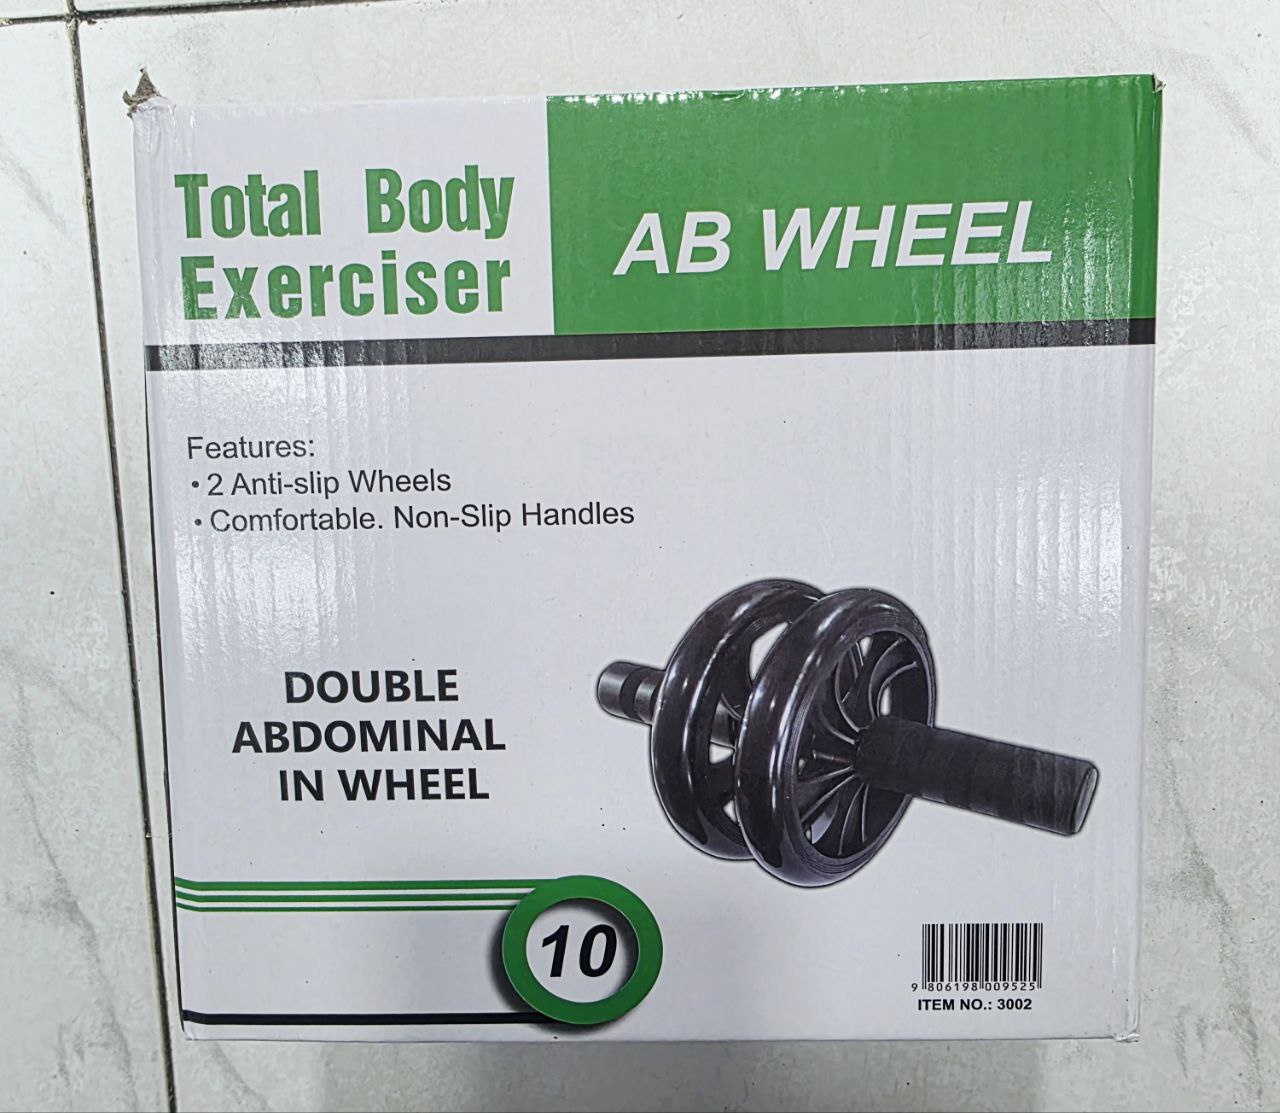 Total Body
Exerciser
AB WHEEL
Features:
• 2 Anti-slip Wheels
• Comfortable. Non-Slip Handles
DOUBLE
ABDOMINAL
IN WHEEL
10
9 806198 009525
ITEM NO.: 3002